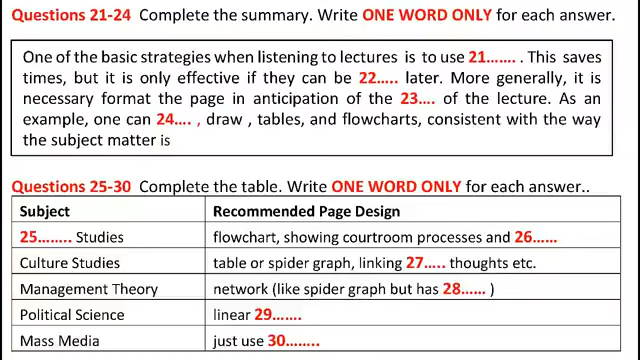 Questions 21-24 Complete the summary. Write ONE WORD ONLY for each answer.
One of the basic strategies when listening to lectures is to use 21……. . This saves
times, but it is only effective if they can be 22….. later. More generally, it is
necessary format the page in anticipation of the 23…. of the lecture. As an
example, one can 24…. , draw , tables, and flowcharts, consistent with the way
the subject matter is
Questions 25-30 Complete the table. Write ONE WORD ONLY for each answer..
Subject Recommended Page Design
25…….. Studies flowchart, showing courtroom processes and 26……
Culture Studies table or spider graph, linking 27….. thoughts etc.
Management Theory network (like spider graph but has 28…… )
Political Science linear 29…….
Mass Media just use 30……..